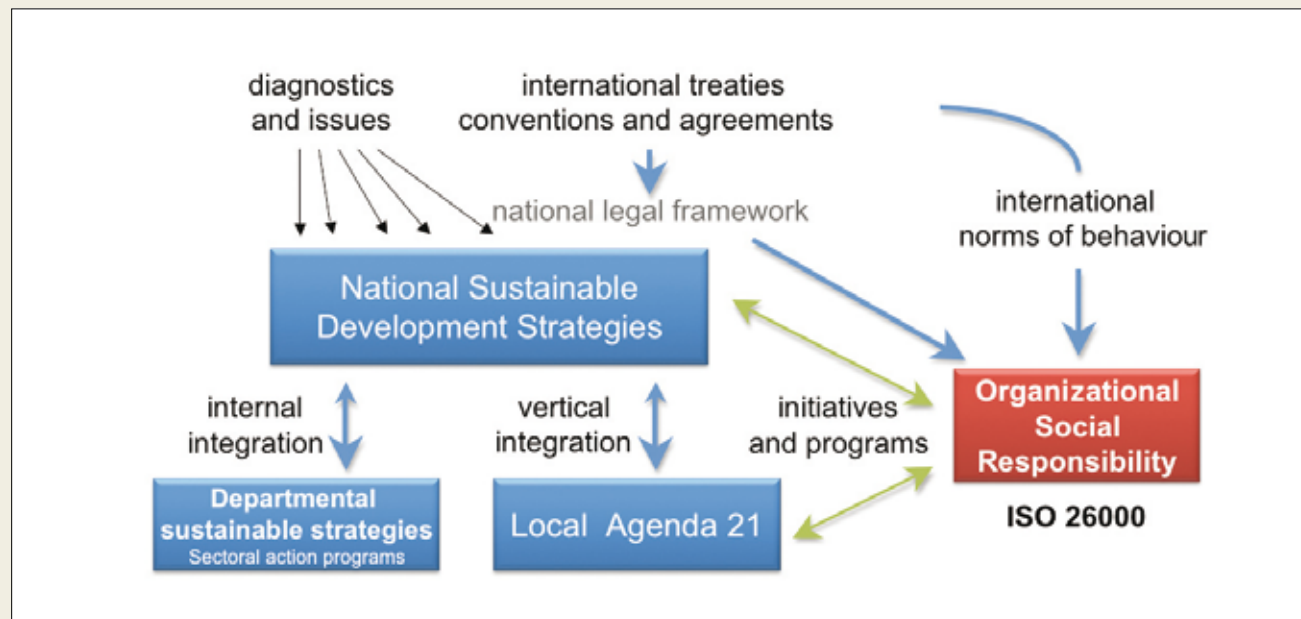 diagnostics
and issues
international treaties
conventions and agreements
national legal framework
international
norms of behaviour
National Sustainable
Development Strategies
internal
integration
vertical
integration
initiatives
and programs
Organizational
Social
Responsibility
ISO 26000
Departmental
sustainable strategies
Sectoral action programs
Local Agenda 21